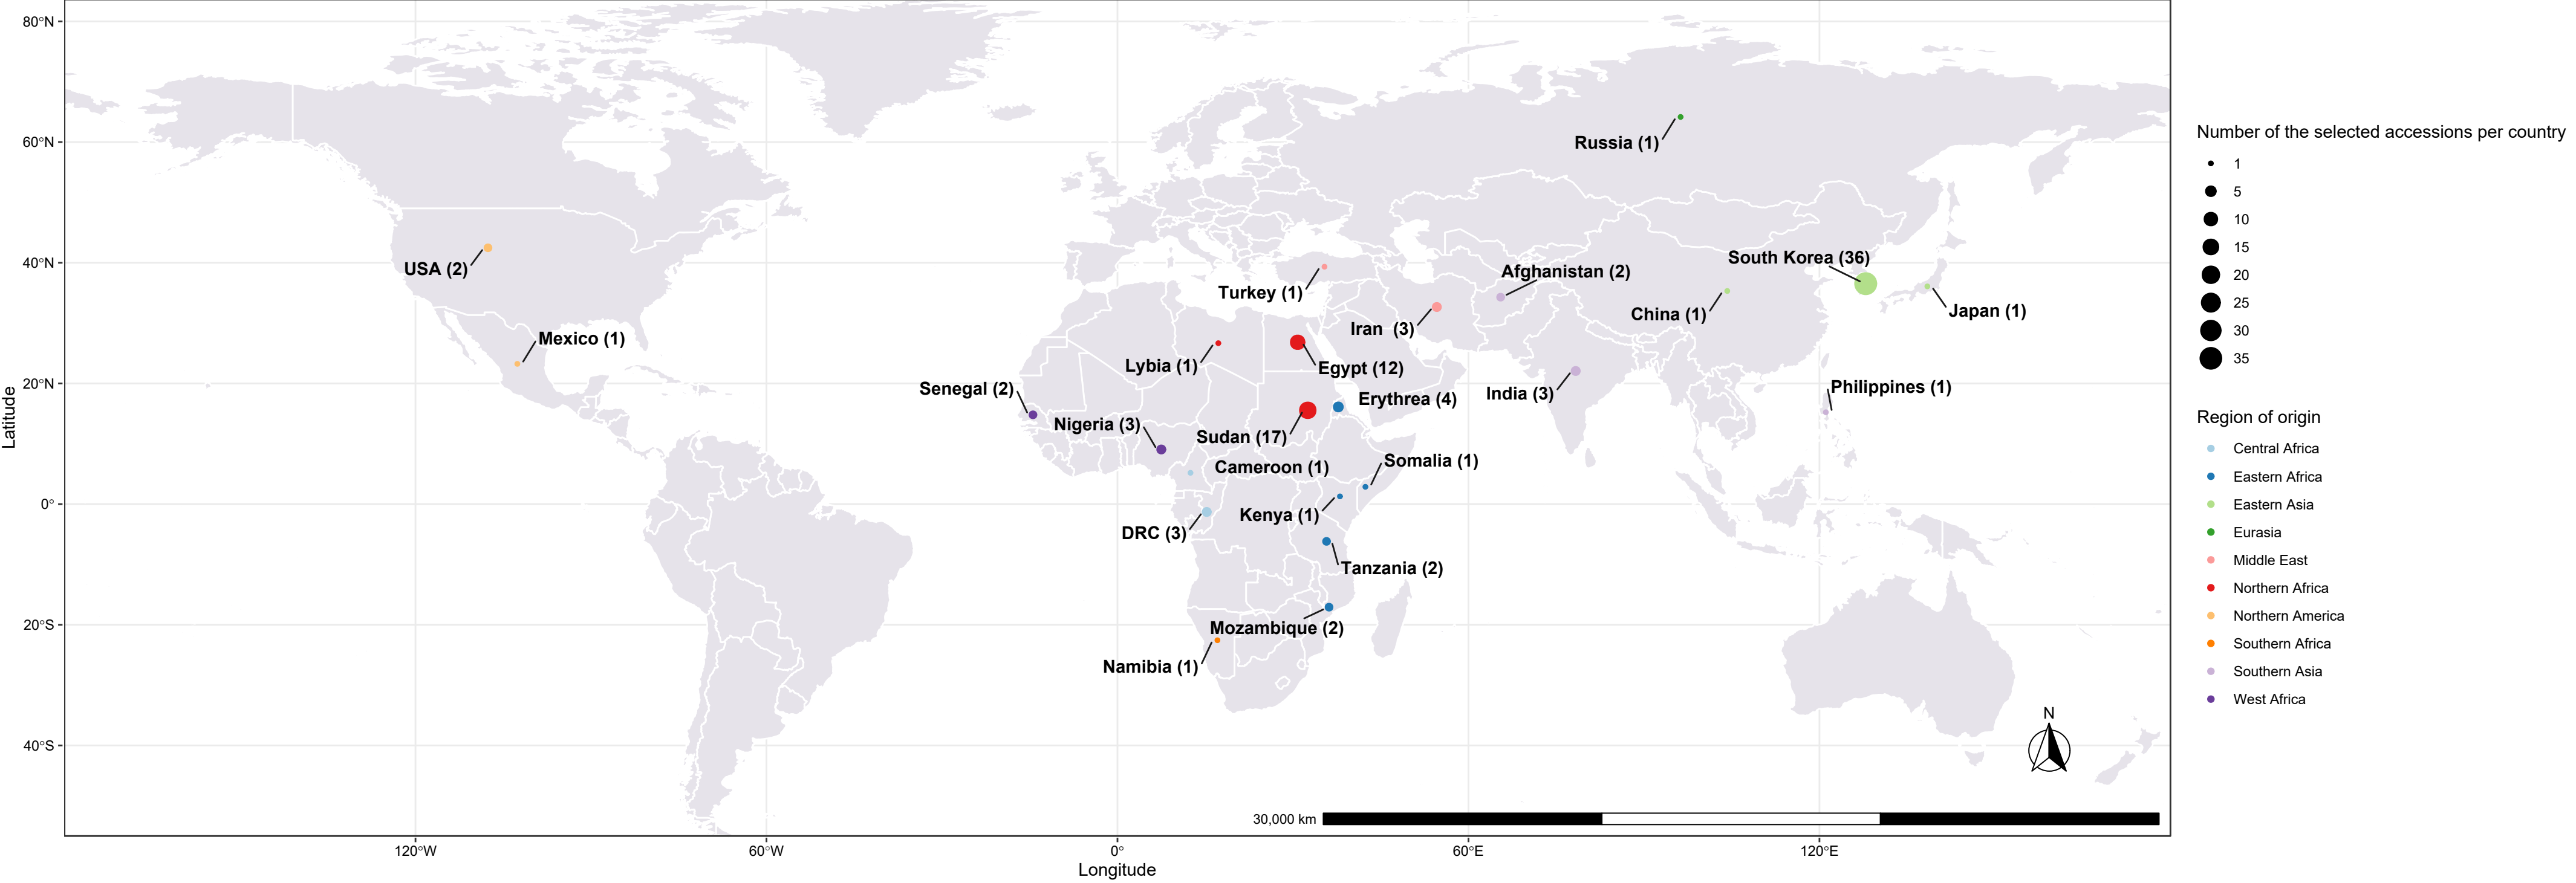 80°N
60°N
40°N
20°N
0°
20°S
40°S
Latitude
120°W
60°W
0°
60°E
120°E
Longitude
Russia (1)
USA (2)
Mexico (1)
Turkey (1)
Afghanistan (2)
South Korea (36)
China (1)
Japan (1)
Iran (3)
Lybia (1)
Egypt (12)
India (3)
Philippines (1)
Senegal (2)
Erythrea (4)
Nigeria (3)
Sudan (17)
Cameroon (1)
Somalia (1)
Kenya (1)
DRC (3)
Tanzania (2)
Mozambique (2)
Namibia (1)
N
30,000 km
Number of the selected accessions per country
1
5
10
15
20
25
30
35
Region of origin
Central Africa
Eastern Africa
Eastern Asia
Eurasia
Middle East
Northern Africa
Northern America
Southern Africa
Southern Asia
West Africa